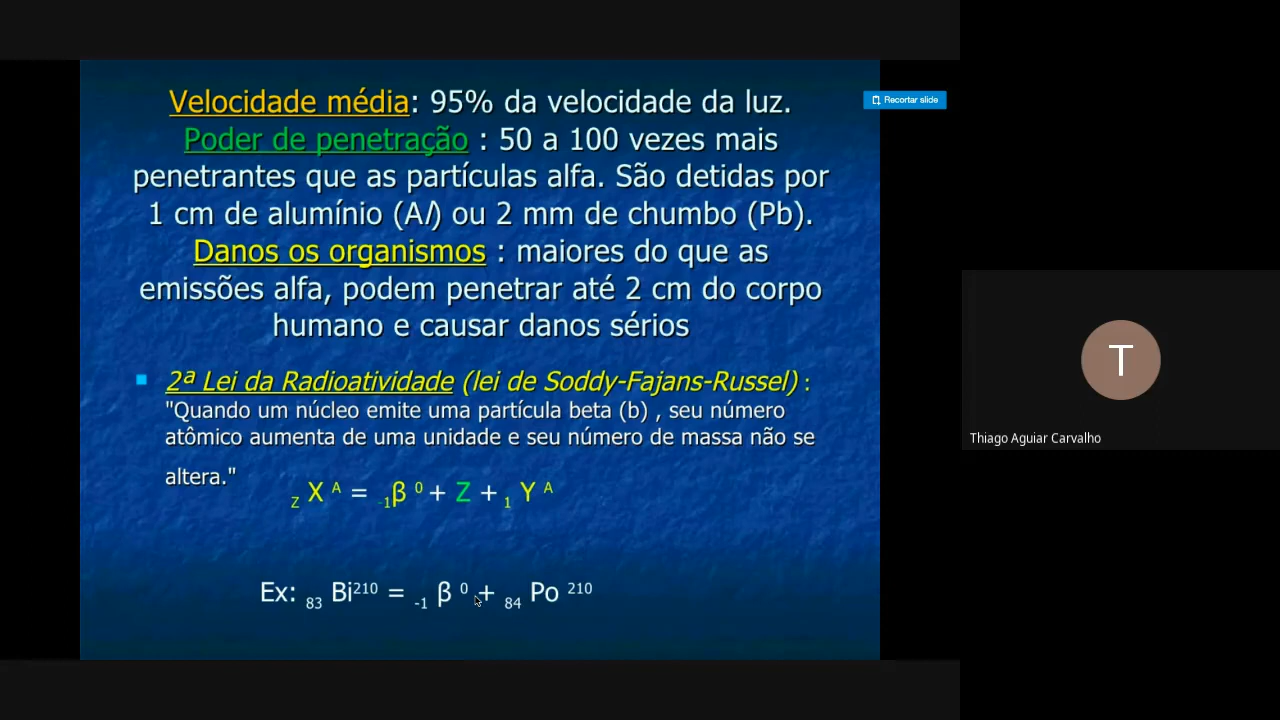 Velocidade média: 95% da velocidade da luz.
Recortar slide
Poder de penetração : 50 a 100 vezes mais
penetrantes que as partículas alfa. São detidas por
1 cm de alumínio (Al) ou 2 mm de chumbo (Pb).
Danos os organismos : maiores do que as
emissões alfa, podem penetrar até 2 cm do corpo
humano e causar danos sérios
2ª Lei da Radioatividade (lei de Soddy-Fajans-Russel) :
"Quando um núcleo emite uma partícula beta (b) , seu número
atômico aumenta de uma unidade e seu número de massa não se
altera."
Z X A = -1 β 0 + Z + 1 Y A
Ex: 83 Bi210 = -1 β 0 + 84 Po 210
T
Thiago Aguiar Carvalho